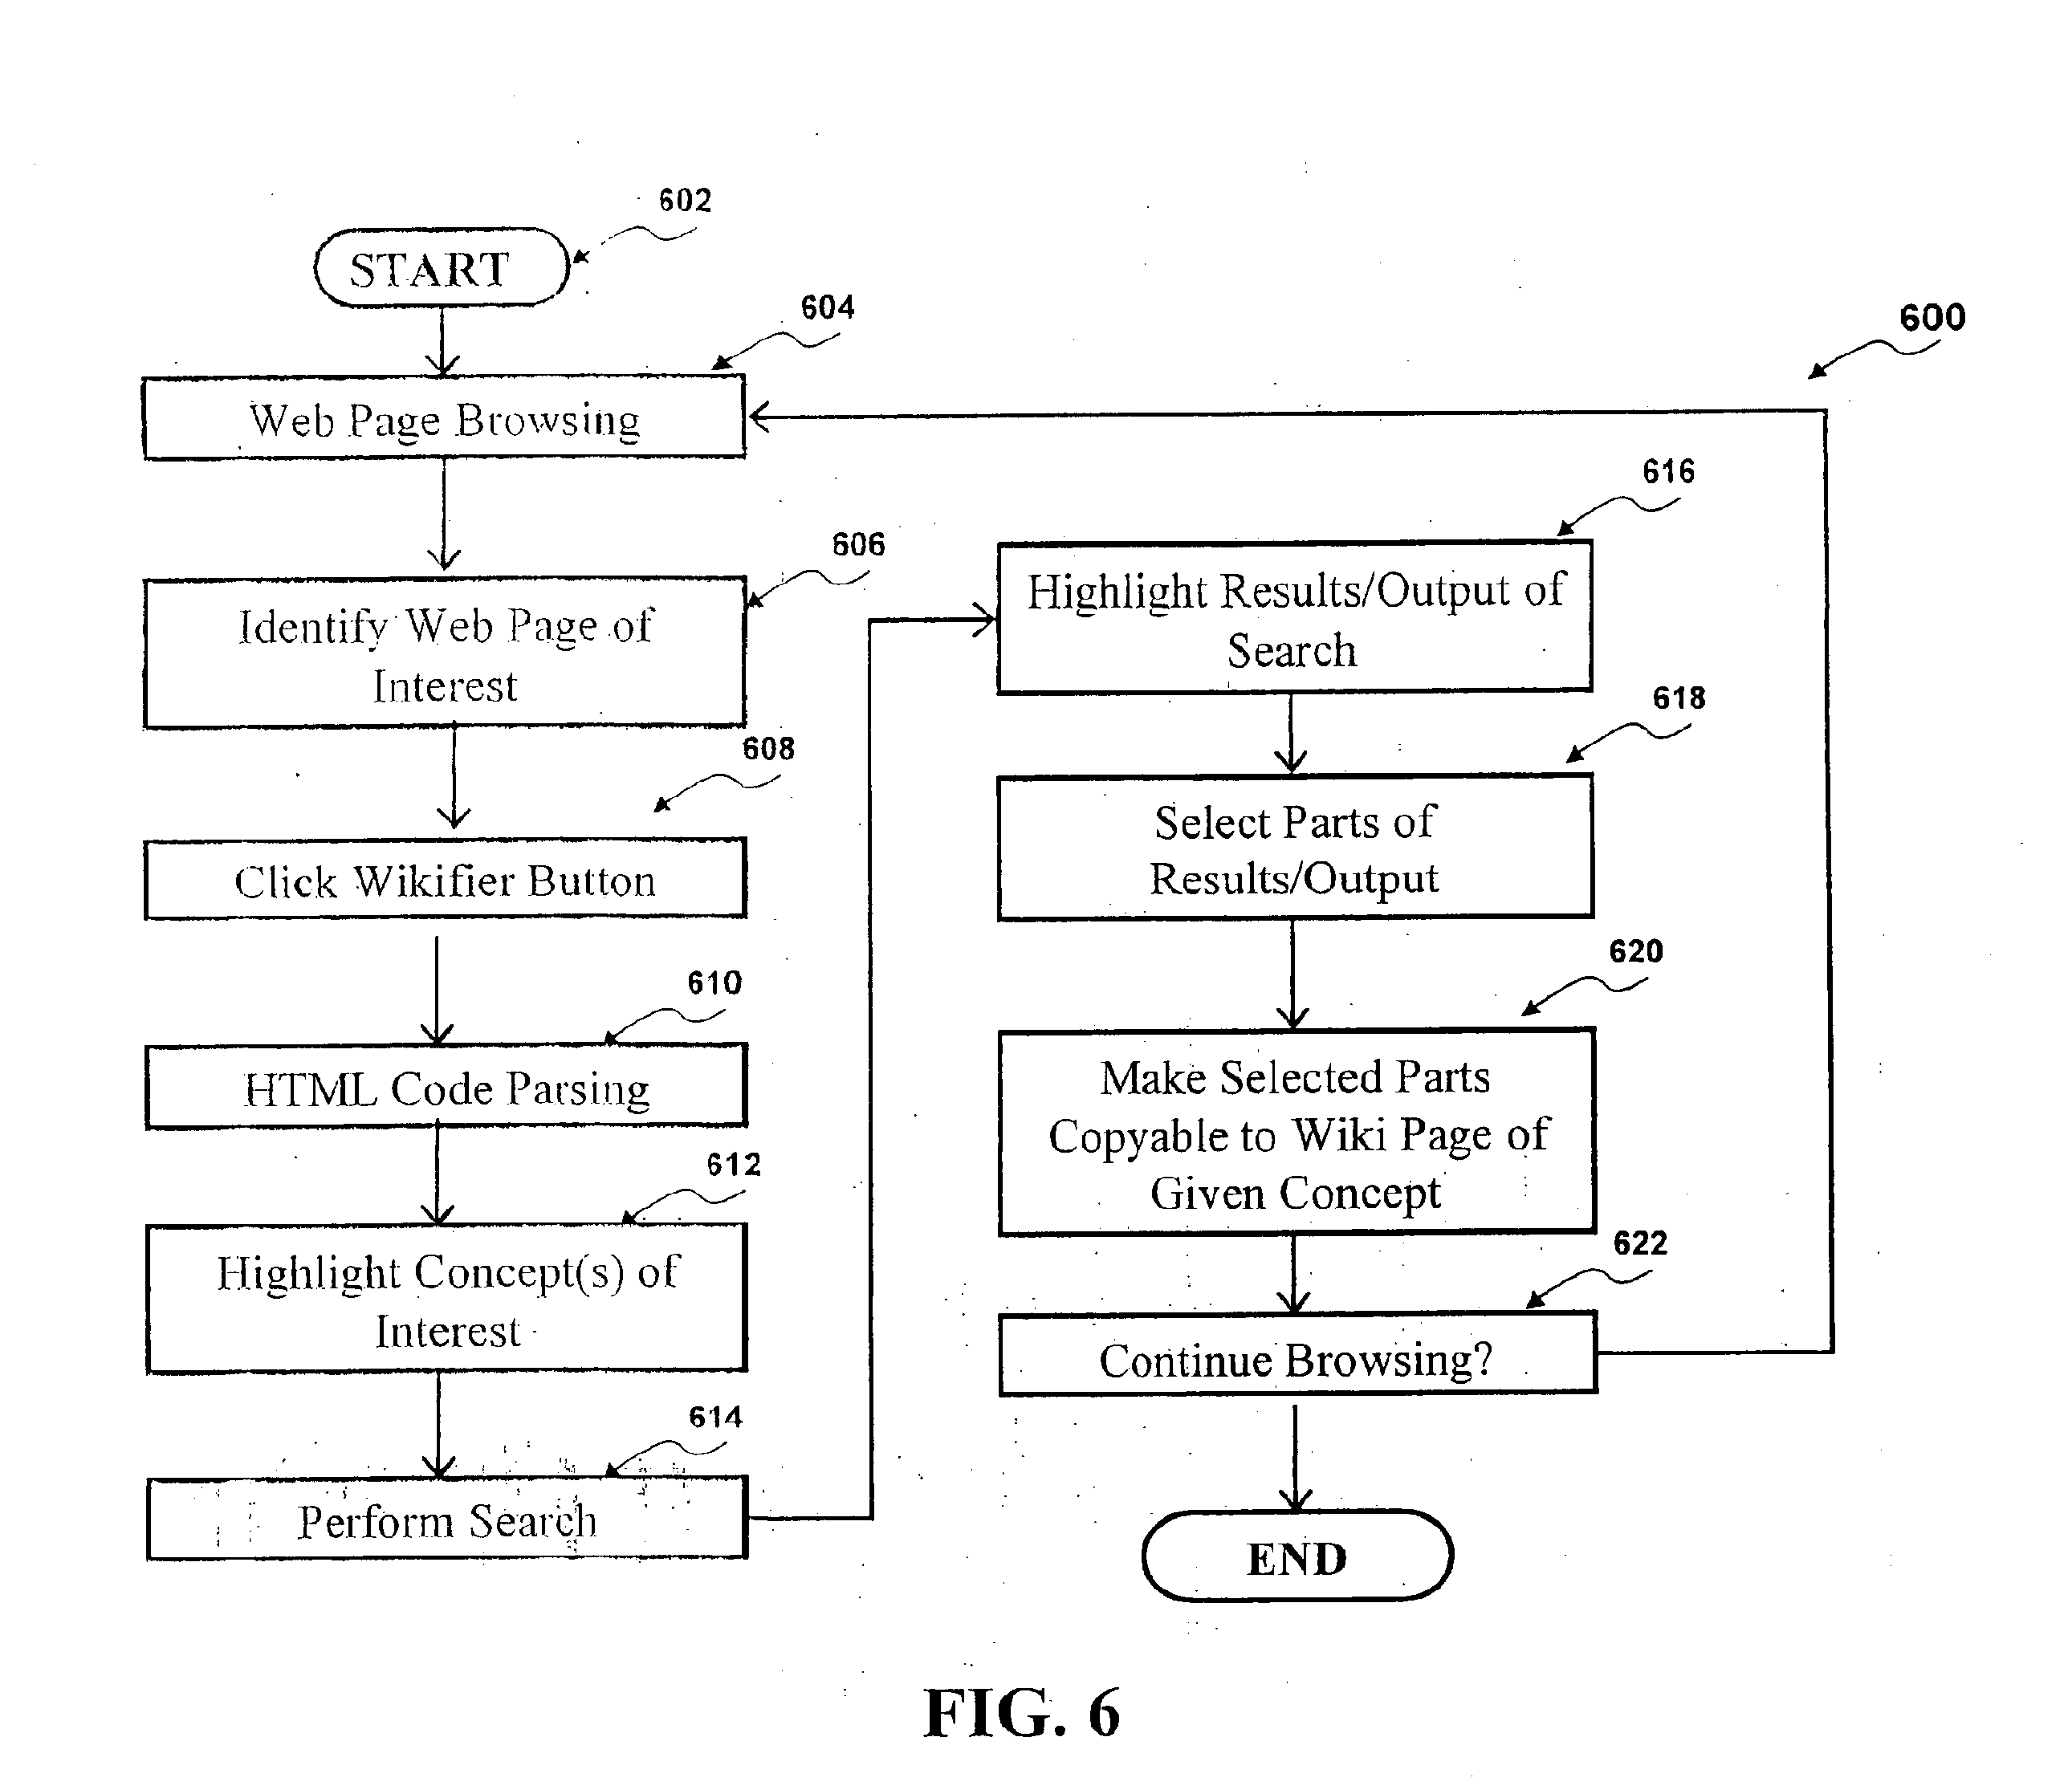 602
START
604
600
Web Page Browsing
606
Identify Web Page of
Interest
608
Click Wikifier Button
610
HTML Code Parsing
612
Highlight Concept(s) of
Interest
614
Perform Search
616
Highlight Results/Output of
Search
618
Select Parts of
Results/Output
620
Make Selected Parts
Copyable to Wiki Page of
Given Concept
622
Continue Browsing?
END
FIG. 6